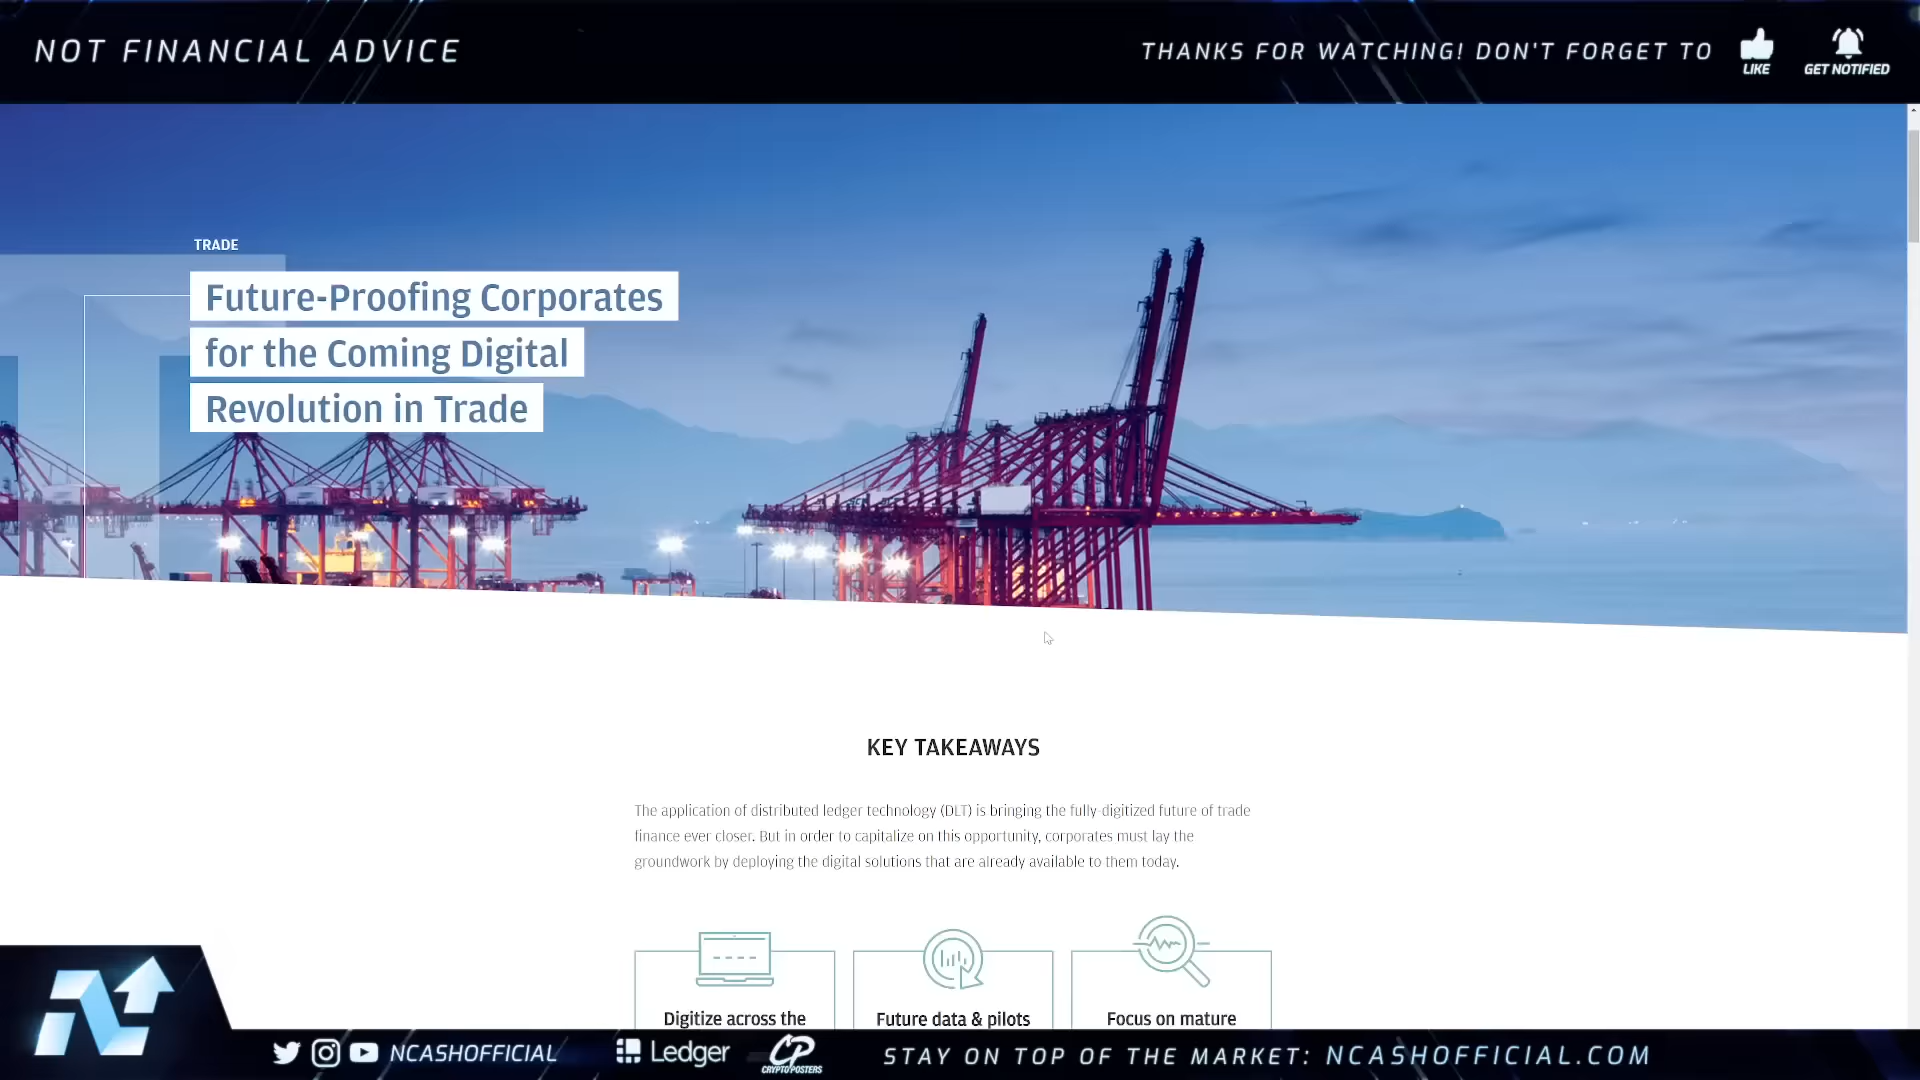 NOT FINANCIAL ADVICE
THANKS FOR WATCHING! DON'T FORGET TO
LIKE
GET NOTIFIED
TRADE
Future-Proofing Corporates
for the Coming Digital
Revolution in Trade
KEY TAKEAWAYS
The application of distributed ledger technology (DLT) is bringing the fully-digitized future of trade
finance ever closer. But in order to capitalize on this opportunity, corporates must lay the
groundwork by deploying the digital solutions that are already available to them today.
Digitize across the
Future data & pilots
Focus on mature
NCASHOFFICIAL
Ledger
CP
CRYPTOPOSTERS
STAY ON TOP OF THE MARKET: NCASHOFFICIAL.COM